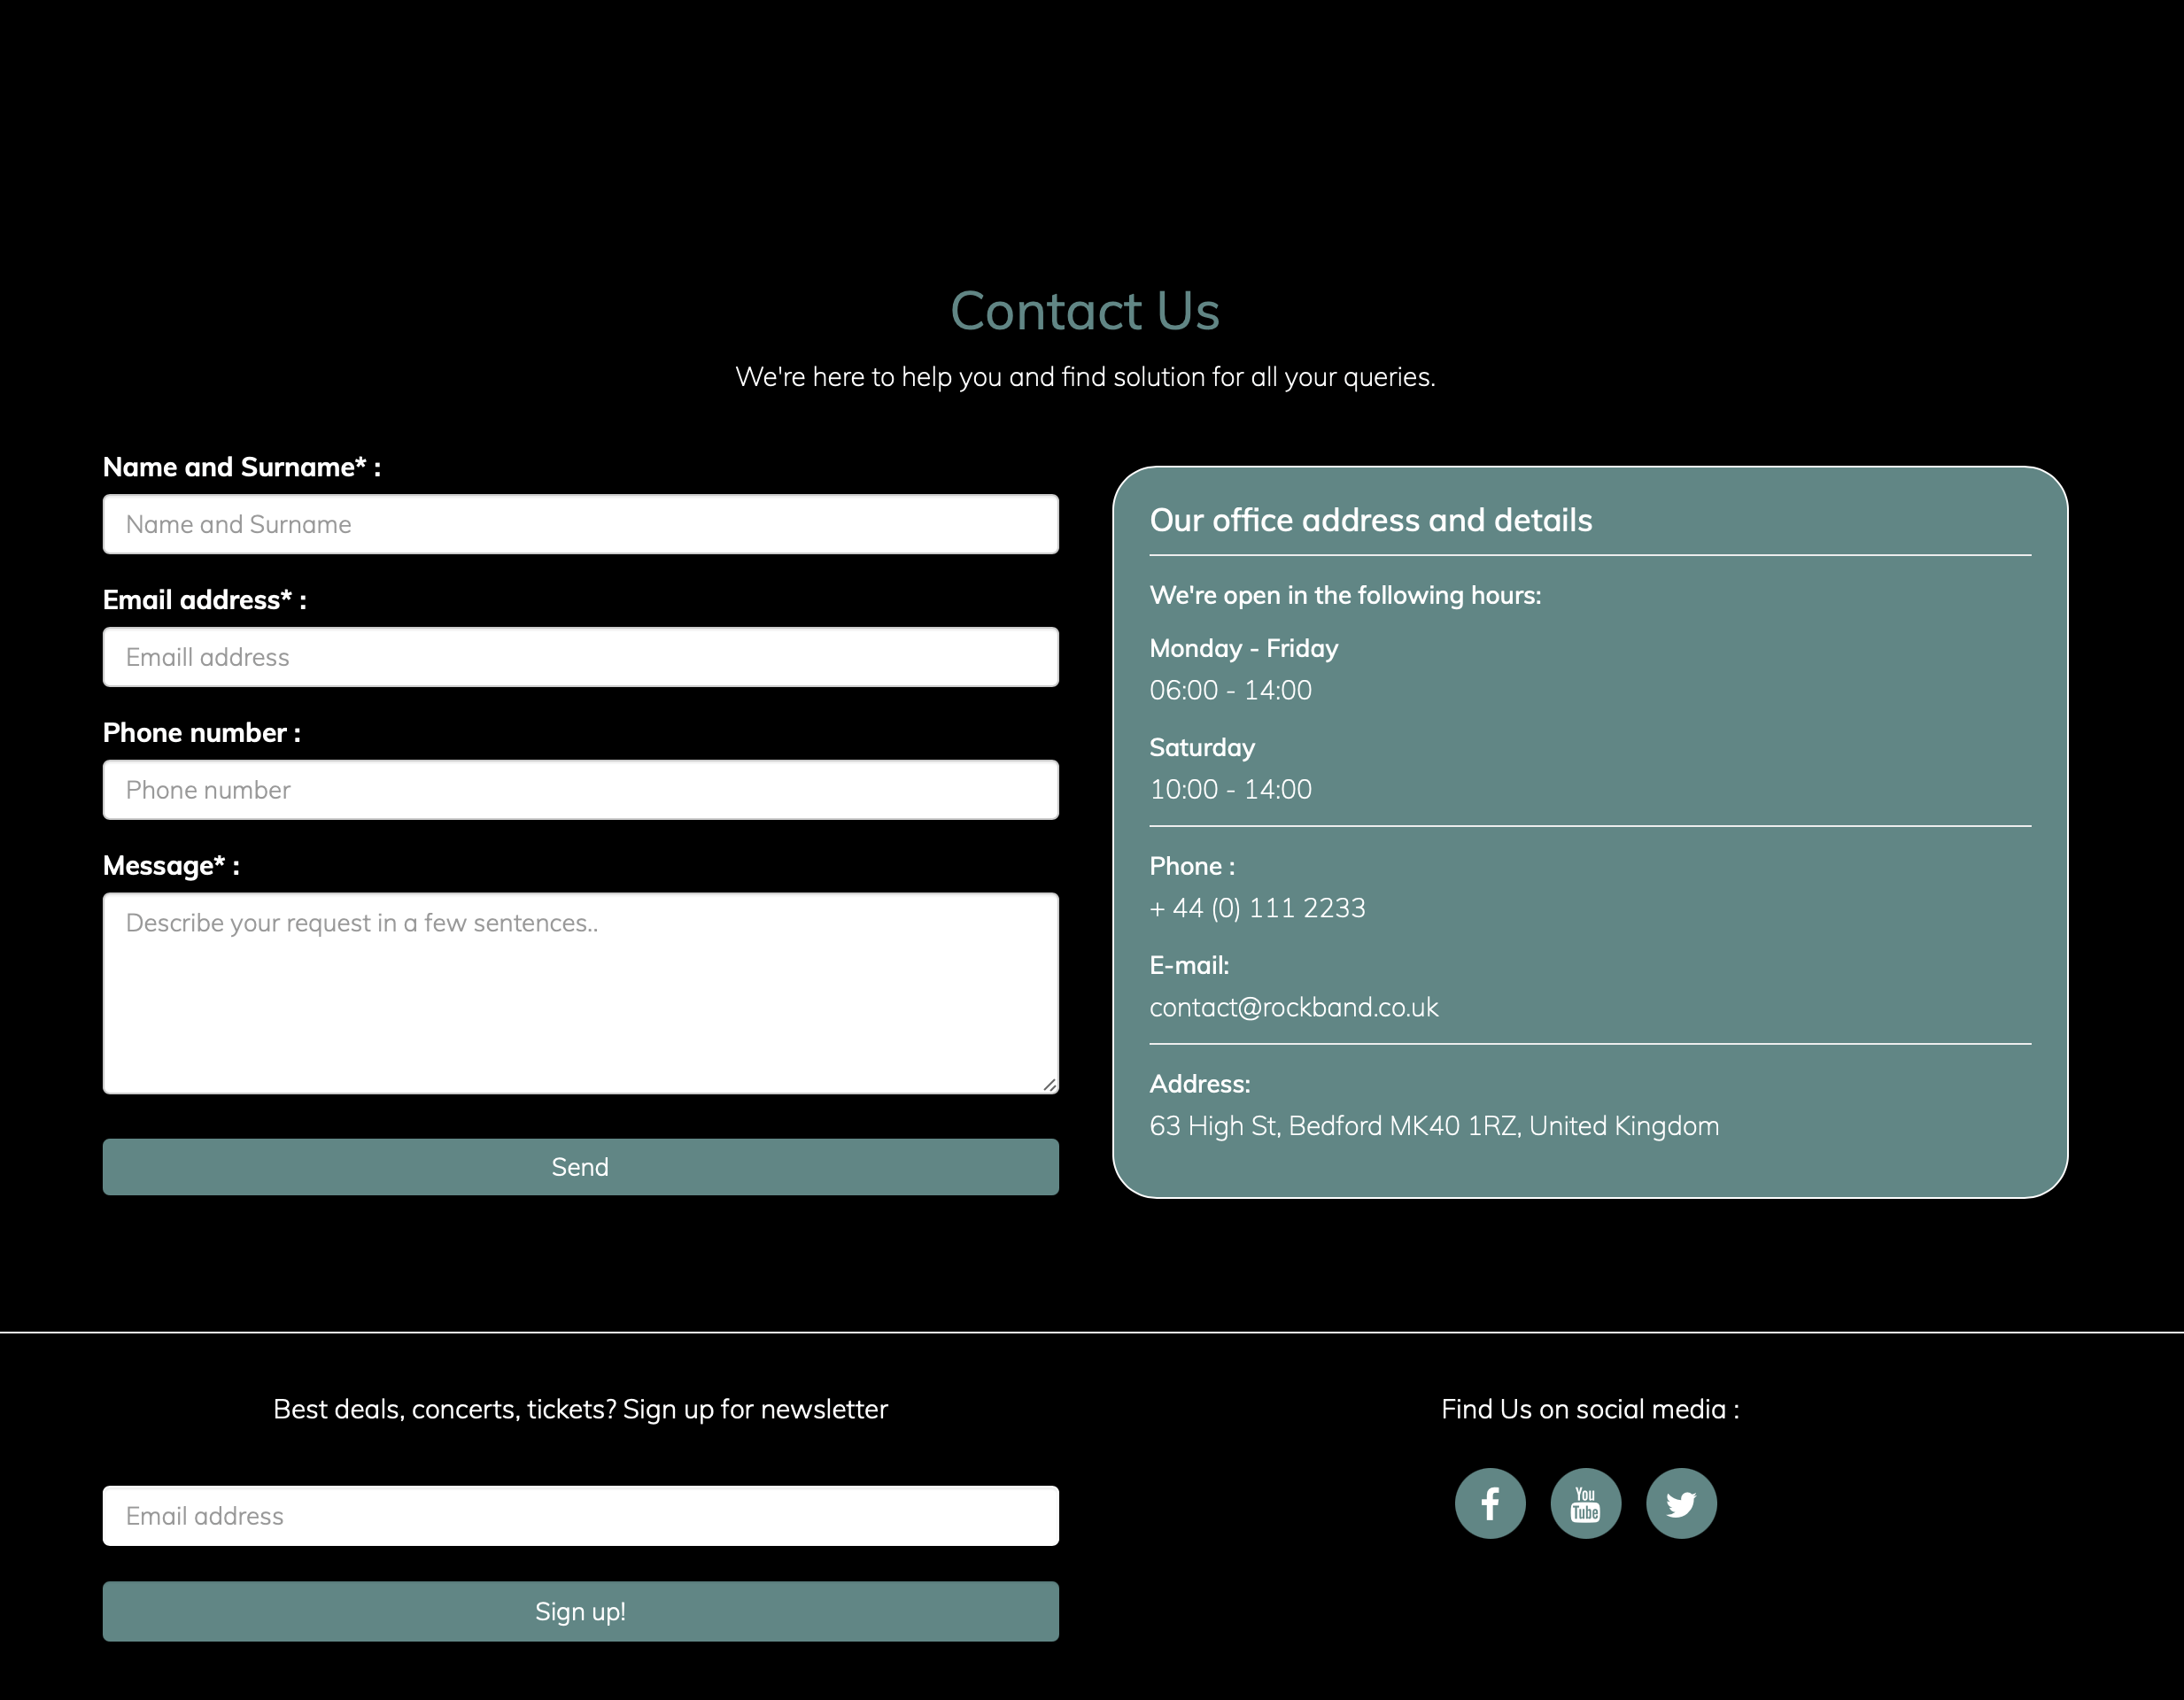 Contact Us
We're here to help you and find solution for all your queries.
Name and Surname* :
Name and Surname
Email address* :
Emaill address
Phone number :
Phone number
Message* :
Describe your request in a few sentences..
Send
Our office address and details
We're open in the following hours:
Monday - Friday
06:00 - 14:00
Saturday
10:00 - 14:00
Phone :
+ 44 (0) 111 2233
E-mail:
contact@rockband.co.uk
Address:
63 High St, Bedford MK40 1RZ, United Kingdom
Best deals, concerts, tickets? Sign up for newsletter
Email address
Sign up!
Find Us on social media :
You
Tube